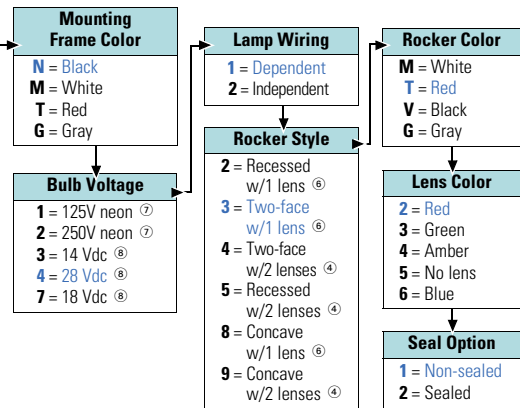 Mounting
Frame Color
N = Black
M = White
T = Red
G = Gray
Bulb Voltage
1 = 125V neon ⑦
2 = 250V neon ⑦
3 = 14 Vdc ⑧
4 = 28 Vdc ⑧
7 = 18 Vdc ⑧
Lamp Wiring
1 = Dependent
2 = Independent
Rocker Style
2 = Recessed
w/1 lens ⑥
3 = Two-face
w/1 lens ⑥
4 = Two-face
w/2 lenses ④
5 = Recessed
w/2 lenses ④
8 = Concave
w/1 lens ⑥
9 = Concave
w/2 lenses ④
Rocker Color
M = White
T = Red
V = Black
G = Gray
Lens Color
2 = Red
3 = Green
4 = Amber
5 = No lens
6 = Blue
Seal Option
1 = Non-sealed
2 = Sealed